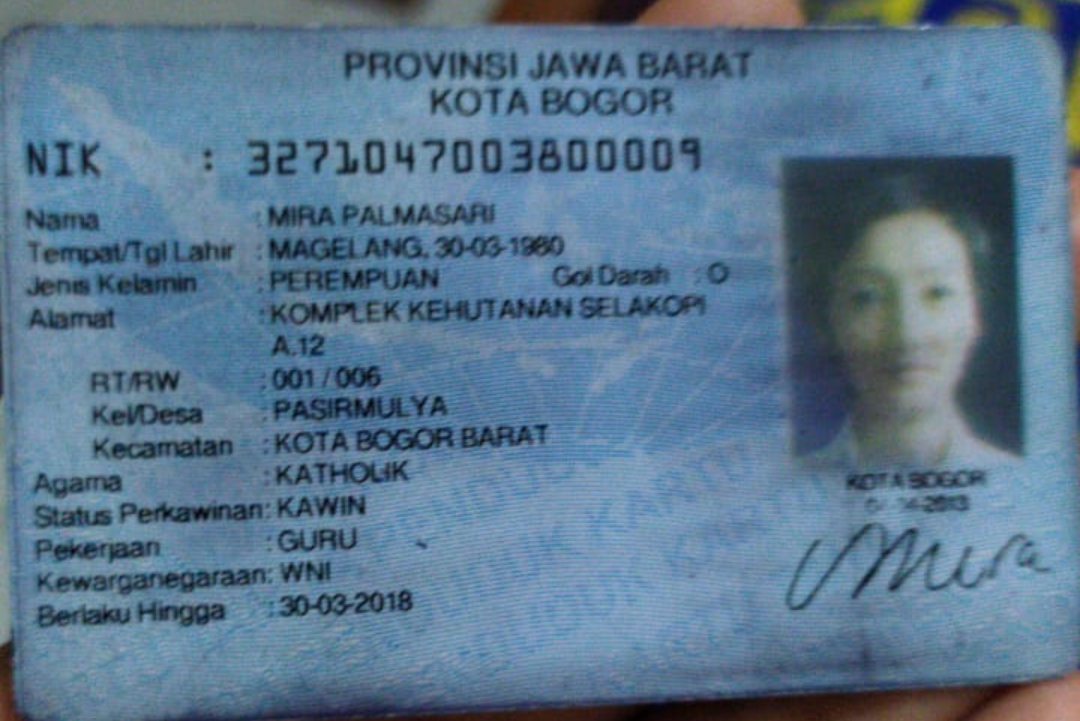 PROVINSI JAWA BARAT
KOTA BOGOR
NIK : 3271047003800009
Nama : MIRA PALMASARI
Tempat/Tgl Lahir : MAGELANG, 30-03-1980
Jenis Kelamin : PEREMPUAN Gol Darah : O
Alamat : KOMPLEK KEHUTANAN SELAKOPI
A.12
RT/RW : 001 / 006
Kel/Desa : PASIRMULYA
Kecamatan : KOTA BOGOR BARAT
Agama : KATHOLIK
Status Perkawinan : KAWIN
Pekerjaan : GURU
Kewarganegaraan : WNI
Berlaku Hingga : 30-03-2018
KOTA BOGOR
Mira